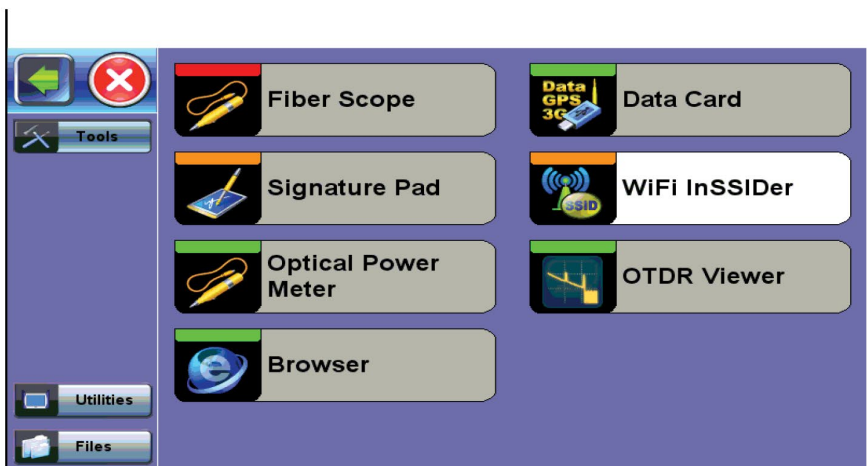 Tools
Utilities
Files
Fiber Scope
Data
GPS
3G
Data Card
Signature Pad
SSID
WiFi InSSIDer
Optical Power
Meter
OTDR Viewer
Browser